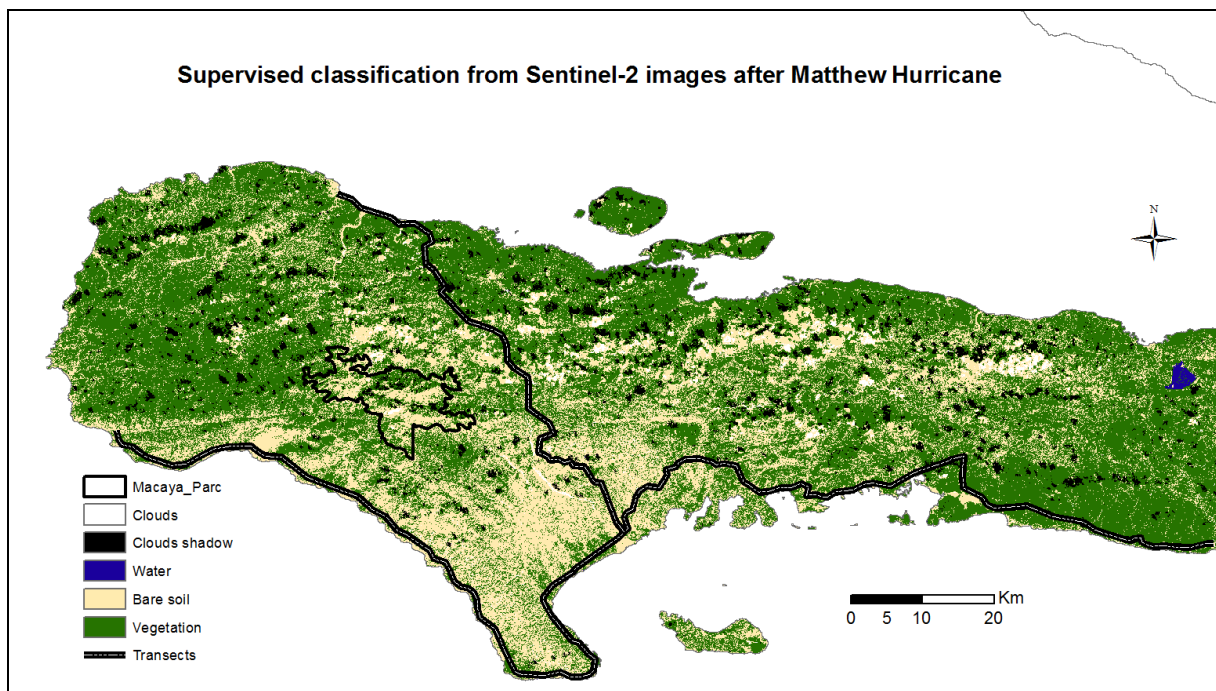 Supervised classification from Sentinel-2 images after Matthew Hurricane
N
Macaya_Parc
Clouds
Clouds shadow
Water
Bare soil
Vegetation
Transects
Km
0 5 10 20